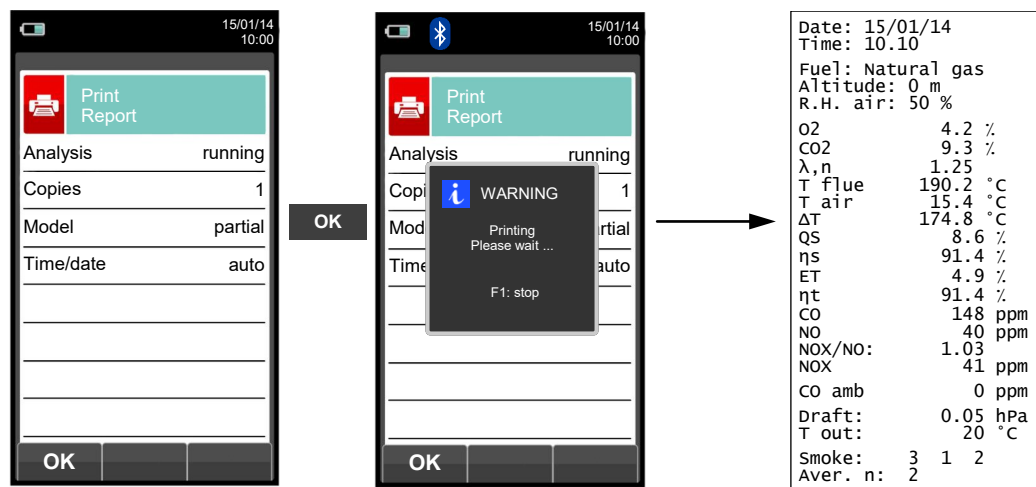 15/01/14
10:00
Print
Report
Analysis running
Copies 1
Model partial
Time/date auto
OK
OK
15/01/14
10:00
Print
Report
Analysis running
Copi 1
Mod rtial
Time auto
i WARNING
Printing
Please wait ...
F1: stop
OK
Date: 15/01/14
Time: 10.10
Fuel: Natural gas
Altitude: 0 m
R.H. air: 50 %
O2 4.2 %
CO2 9.3 %
λ,n 1.25
T flue 190.2 °C
T air 15.4 °C
ΔT 174.8 °C
QS 8.6 %
ηs 91.4 %
ET 4.9 %
ηt 91.4 %
CO 148 ppm
NO 40 ppm
NOX/NO: 1.03
NOX 41 ppm
CO amb 0 ppm
Draft: 0.05 hPa
T out: 20 °C
Smoke: 3 1 2
Aver. n: 2